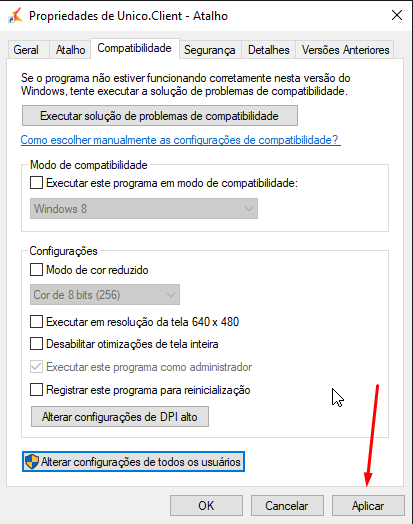 Propriedades de Unico.Client - Atalho
Geral Atalho Compatibilidade Segurança Detalhes Versões Anteriores
Se o programa não estiver funcionando corretamente nesta versão do
Windows, tente executar a solução de problemas de compatibilidade.
Executar solução de problemas de compatibilidade
Como escolher manualmente as configurações de compatibilidade?
Modo de compatibilidade
Executar este programa em modo de compatibilidade:
Windows 8
Configurações
Modo de cor reduzido
Cor de 8 bits (256)
Executar em resolução da tela 640 x 480
Desabilitar otimizações de tela inteira
Executar este programa como administrador
Registrar este programa para reinicialização
Alterar configurações de DPI alto
Alterar configurações de todos os usuários
OK Cancelar Aplicar